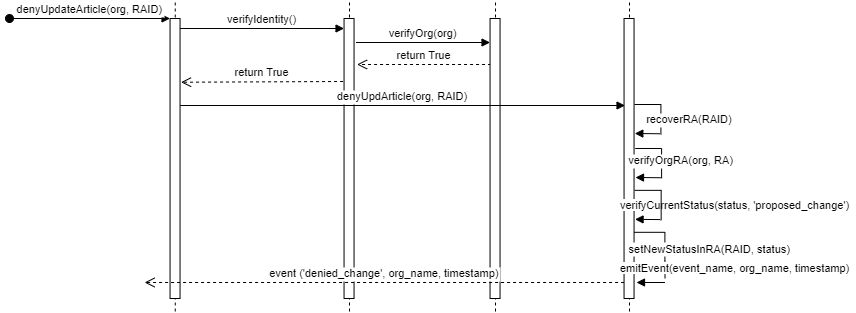 denyUpdateArticle(org, RAID)
verifyIdentity()
verifyOrg(org)
return True
return True
denyUpdArticle(org, RAID)
recoverRA(RAID)
verifyOrgRA(org, RA)
verifyCurrentStatus(status, 'proposed_change')
setNewStatusInRA(RAID, status)
emitEvent(event_name, org_name, timestamp)
event ('denied_change', org_name, timestamp)